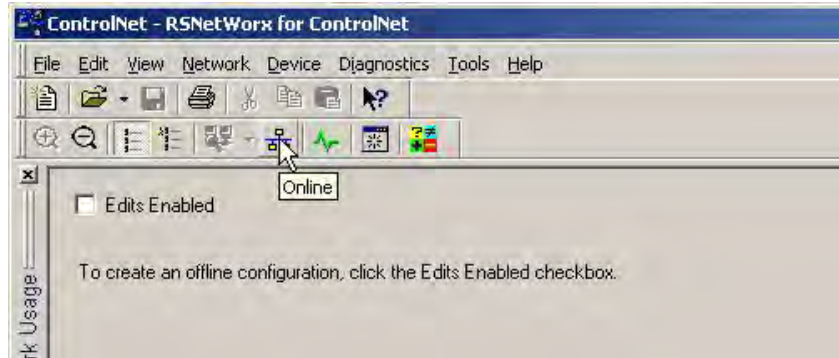 ControlNet - RSNetWorx for ControlNet
File Edit View Network Device Diagnostics Tools Help
Online
Edits Enabled
To create an offline configuration, click the Edits Enabled checkbox.
Usage